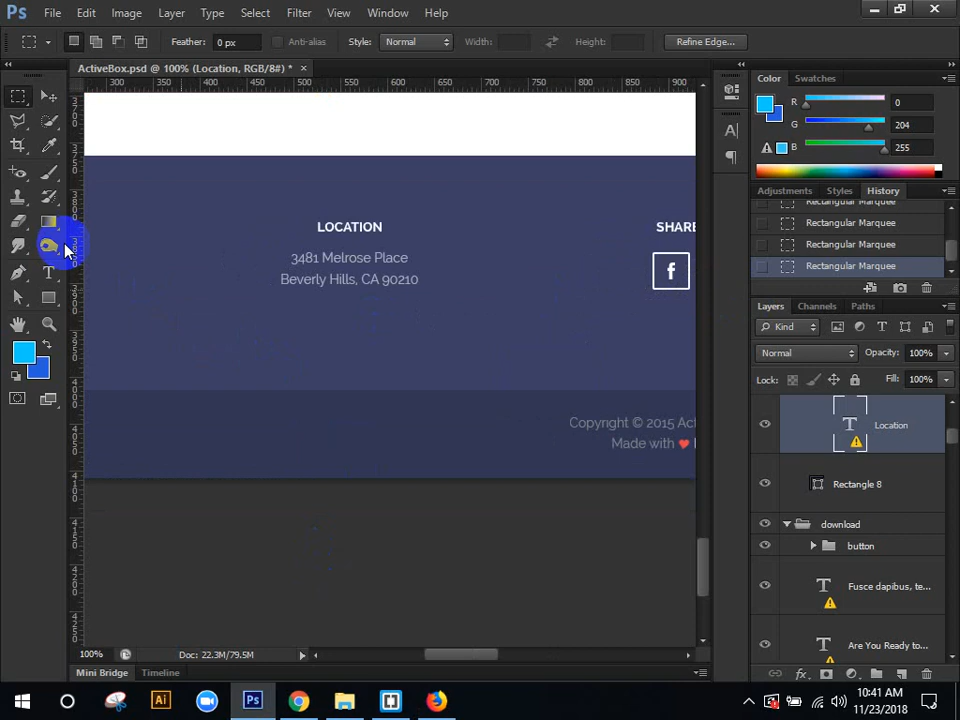 Ps File Edit Image Layer Type Select Filter View Window Help
Feather: 0 px Anti-alias Style: Normal Width: Height: Refine Edge...
ActiveBox.psd @ 100% (Location, RGB/8#) * ×
300 350 400 450 500 550 600 650 700 750 800 850 900
Color Swatches
R 0
G 204
B 255
Adjustments Styles History
Rectangular Marquee
Rectangular Marquee
Rectangular Marquee
Rectangular Marquee
Layers Channels Paths
Kind
Normal Opacity: 100%
Lock: Fill: 100%
T Location
Rectangle 8
download
button
T Fusce dapibus, te...
T Are You Ready to...
LOCATION
3481 Melrose Place
Beverly Hills, CA 90210
SHARE
f
Copyright © 2015 Act
Made with
100% Doc: 22.3M/79.5M
Mini Bridge Timeline
Ai Ps
10:41 AM
11/23/2018